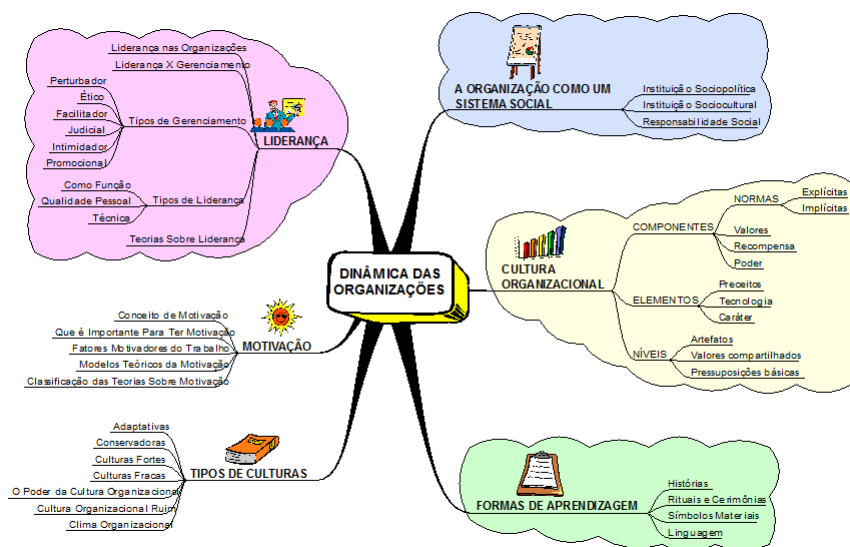 DINÂMICA DAS
ORGANIZAÇÕES
LIDERANÇA
Liderança nas Organizações
Liderança X Gerenciamento
Tipos de Gerenciamento
Perturbador
Ético
Facilitador
Judicial
Intimidador
Promocional
Tipos de Liderança
Como Função
Qualidade Pessoal
Técnica
Teorias Sobre Liderança
MOTIVAÇÃO
Conceito de Motivação
Que é Importante Para Ter Motivação
Fatores Motivadores do Trabalho
Modelos Teóricos da Motivação
Classificação das Teorias Sobre Motivação
TIPOS DE CULTURAS
Adaptativas
Conservadoras
Culturas Fortes
Culturas Fracas
O Poder da Cultura Organizacional
Cultura Organizacional Ruim
Clima Organizacional
A ORGANIZAÇÃO COMO UM
SISTEMA SOCIAL
Instituição Sociopolítica
Instituição Sociocultural
Responsabilidade Social
CULTURA
ORGANIZACIONAL
COMPONENTES
NORMAS
Explícitas
Implícitas
Valores
Recompensa
Poder
ELEMENTOS
Preceitos
Tecnologia
Caráter
NÍVEIS
Artefatos
Valores compartilhados
Pressuposições básicas
FORMAS DE APRENDIZAGEM
Histórias
Rituais e Cerimônias
Símbolos Materiais
Linguagem